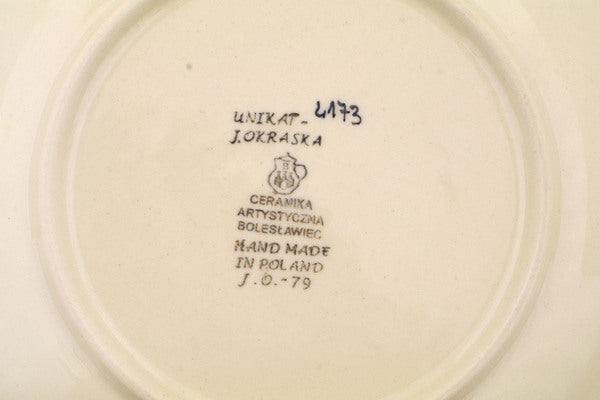 UNIKAT- 4173
J.OKRASKA
CERAMIKA
ARTYSTYCZNA
BOLESŁAWIEC
HAND MADE
IN POLAND
J.O.-79